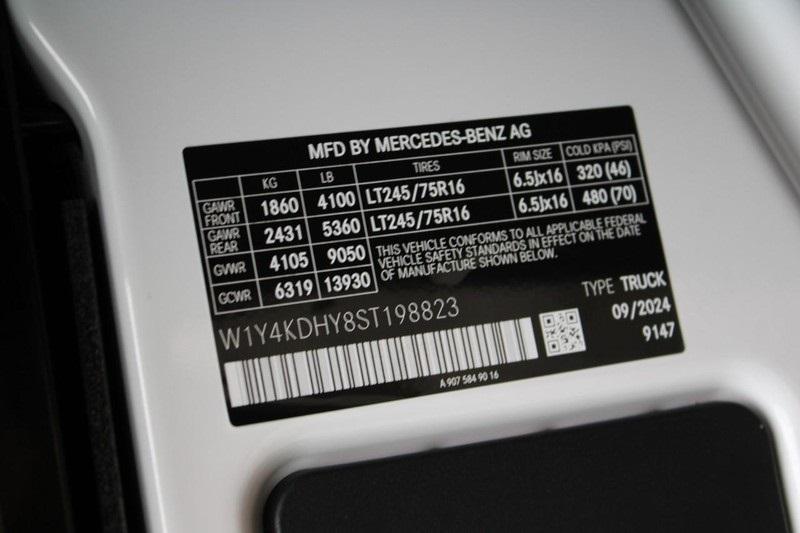 MFD BY MERCEDES-BENZ AG
KG LB TIRES RIM SIZE COLD KPA (PSI)
GAWR FRONT 1860 4100 LT245/75R16 6.5Jx16 320 (46)
GAWR REAR 2431 5360 LT245/75R16 6.5Jx16 480 (70)
GVWR 4105 9050
GCWR 6319 13930
THIS VEHICLE CONFORMS TO ALL APPLICABLE FEDERAL
VEHICLE SAFETY STANDARDS IN EFFECT ON THE DATE
OF MANUFACTURE SHOWN BELOW.
W1Y4KDHY8ST198823
TYPE TRUCK
09/2024
9147
A 907 584 90 16